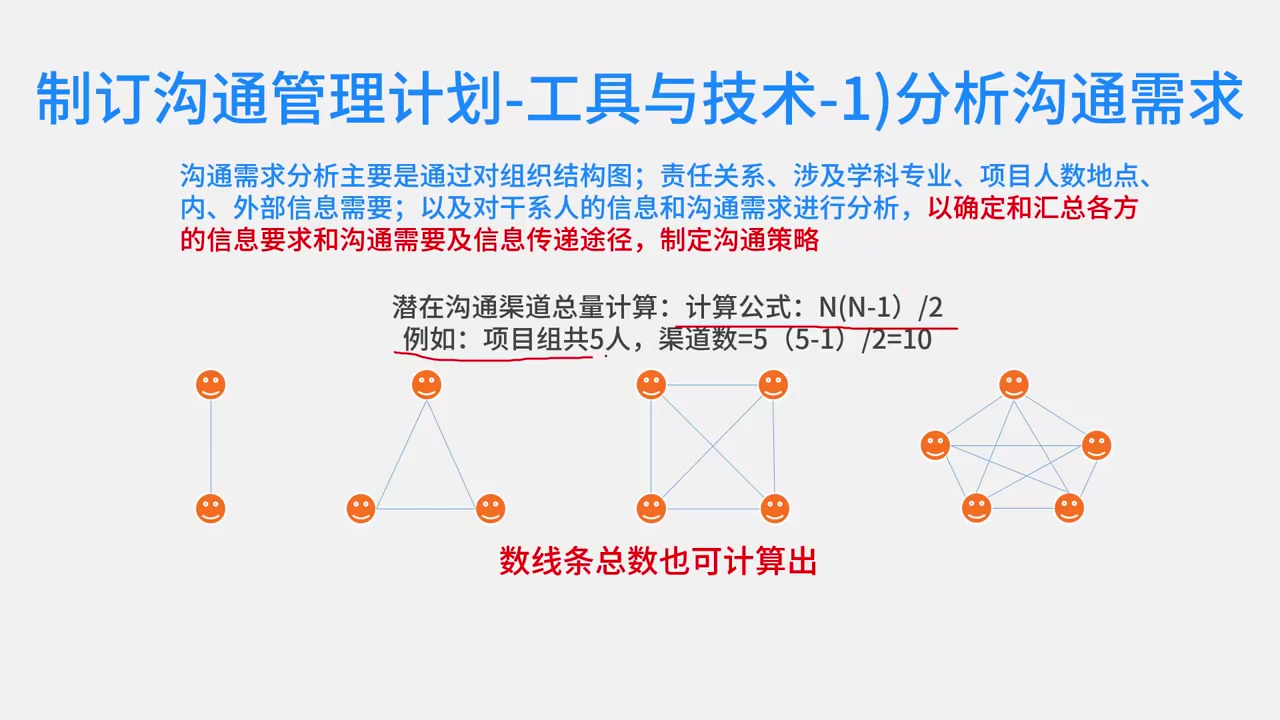 制订沟通管理计划-工具与技术-1)分析沟通需求
沟通需求分析主要是通过对组织结构图；责任关系、涉及学科专业、项目人数地点、
内、外部信息需要；以及对干系人的信息和沟通需求进行分析，以确定和汇总各方
的信息要求和沟通需要及信息传递途径，制定沟通策略
潜在沟通渠道总量计算：计算公式：N(N-1）/2
例如：项目组共5人，渠道数=5（5-1）/2=10
数线条总数也可计算出